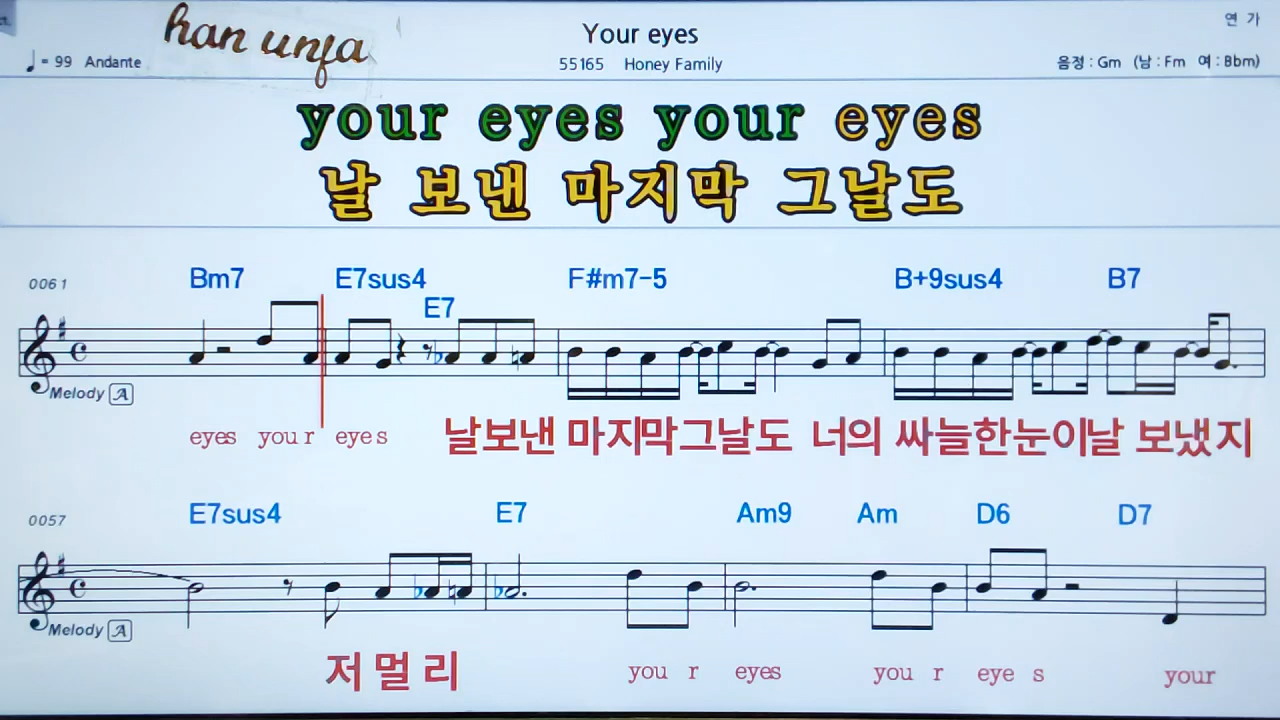 han unfa
Your eyes
연 가
♩ = 99 Andante
55165 Honey Family
음정 : Gm (남 : Fm 여 : Bbm)
your eyes your eyes
날 보낸 마지막 그날도
0061 Bm7 E7sus4 E7 F#m7-5 B+9sus4 B7
Melody A
eyes your eyes 날보낸 마지막그날도 너의 싸늘한눈이날 보냈지
0057 E7sus4 E7 Am9 Am D6 D7
Melody A
저 멀 리 you r eyes you r eye s your